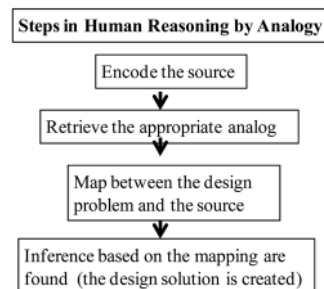 Steps in Human Reasoning by Analogy
Encode the source
Retrieve the appropriate analog
Map between the design
problem and the source
Inference based on the mapping are
found (the design solution is created)